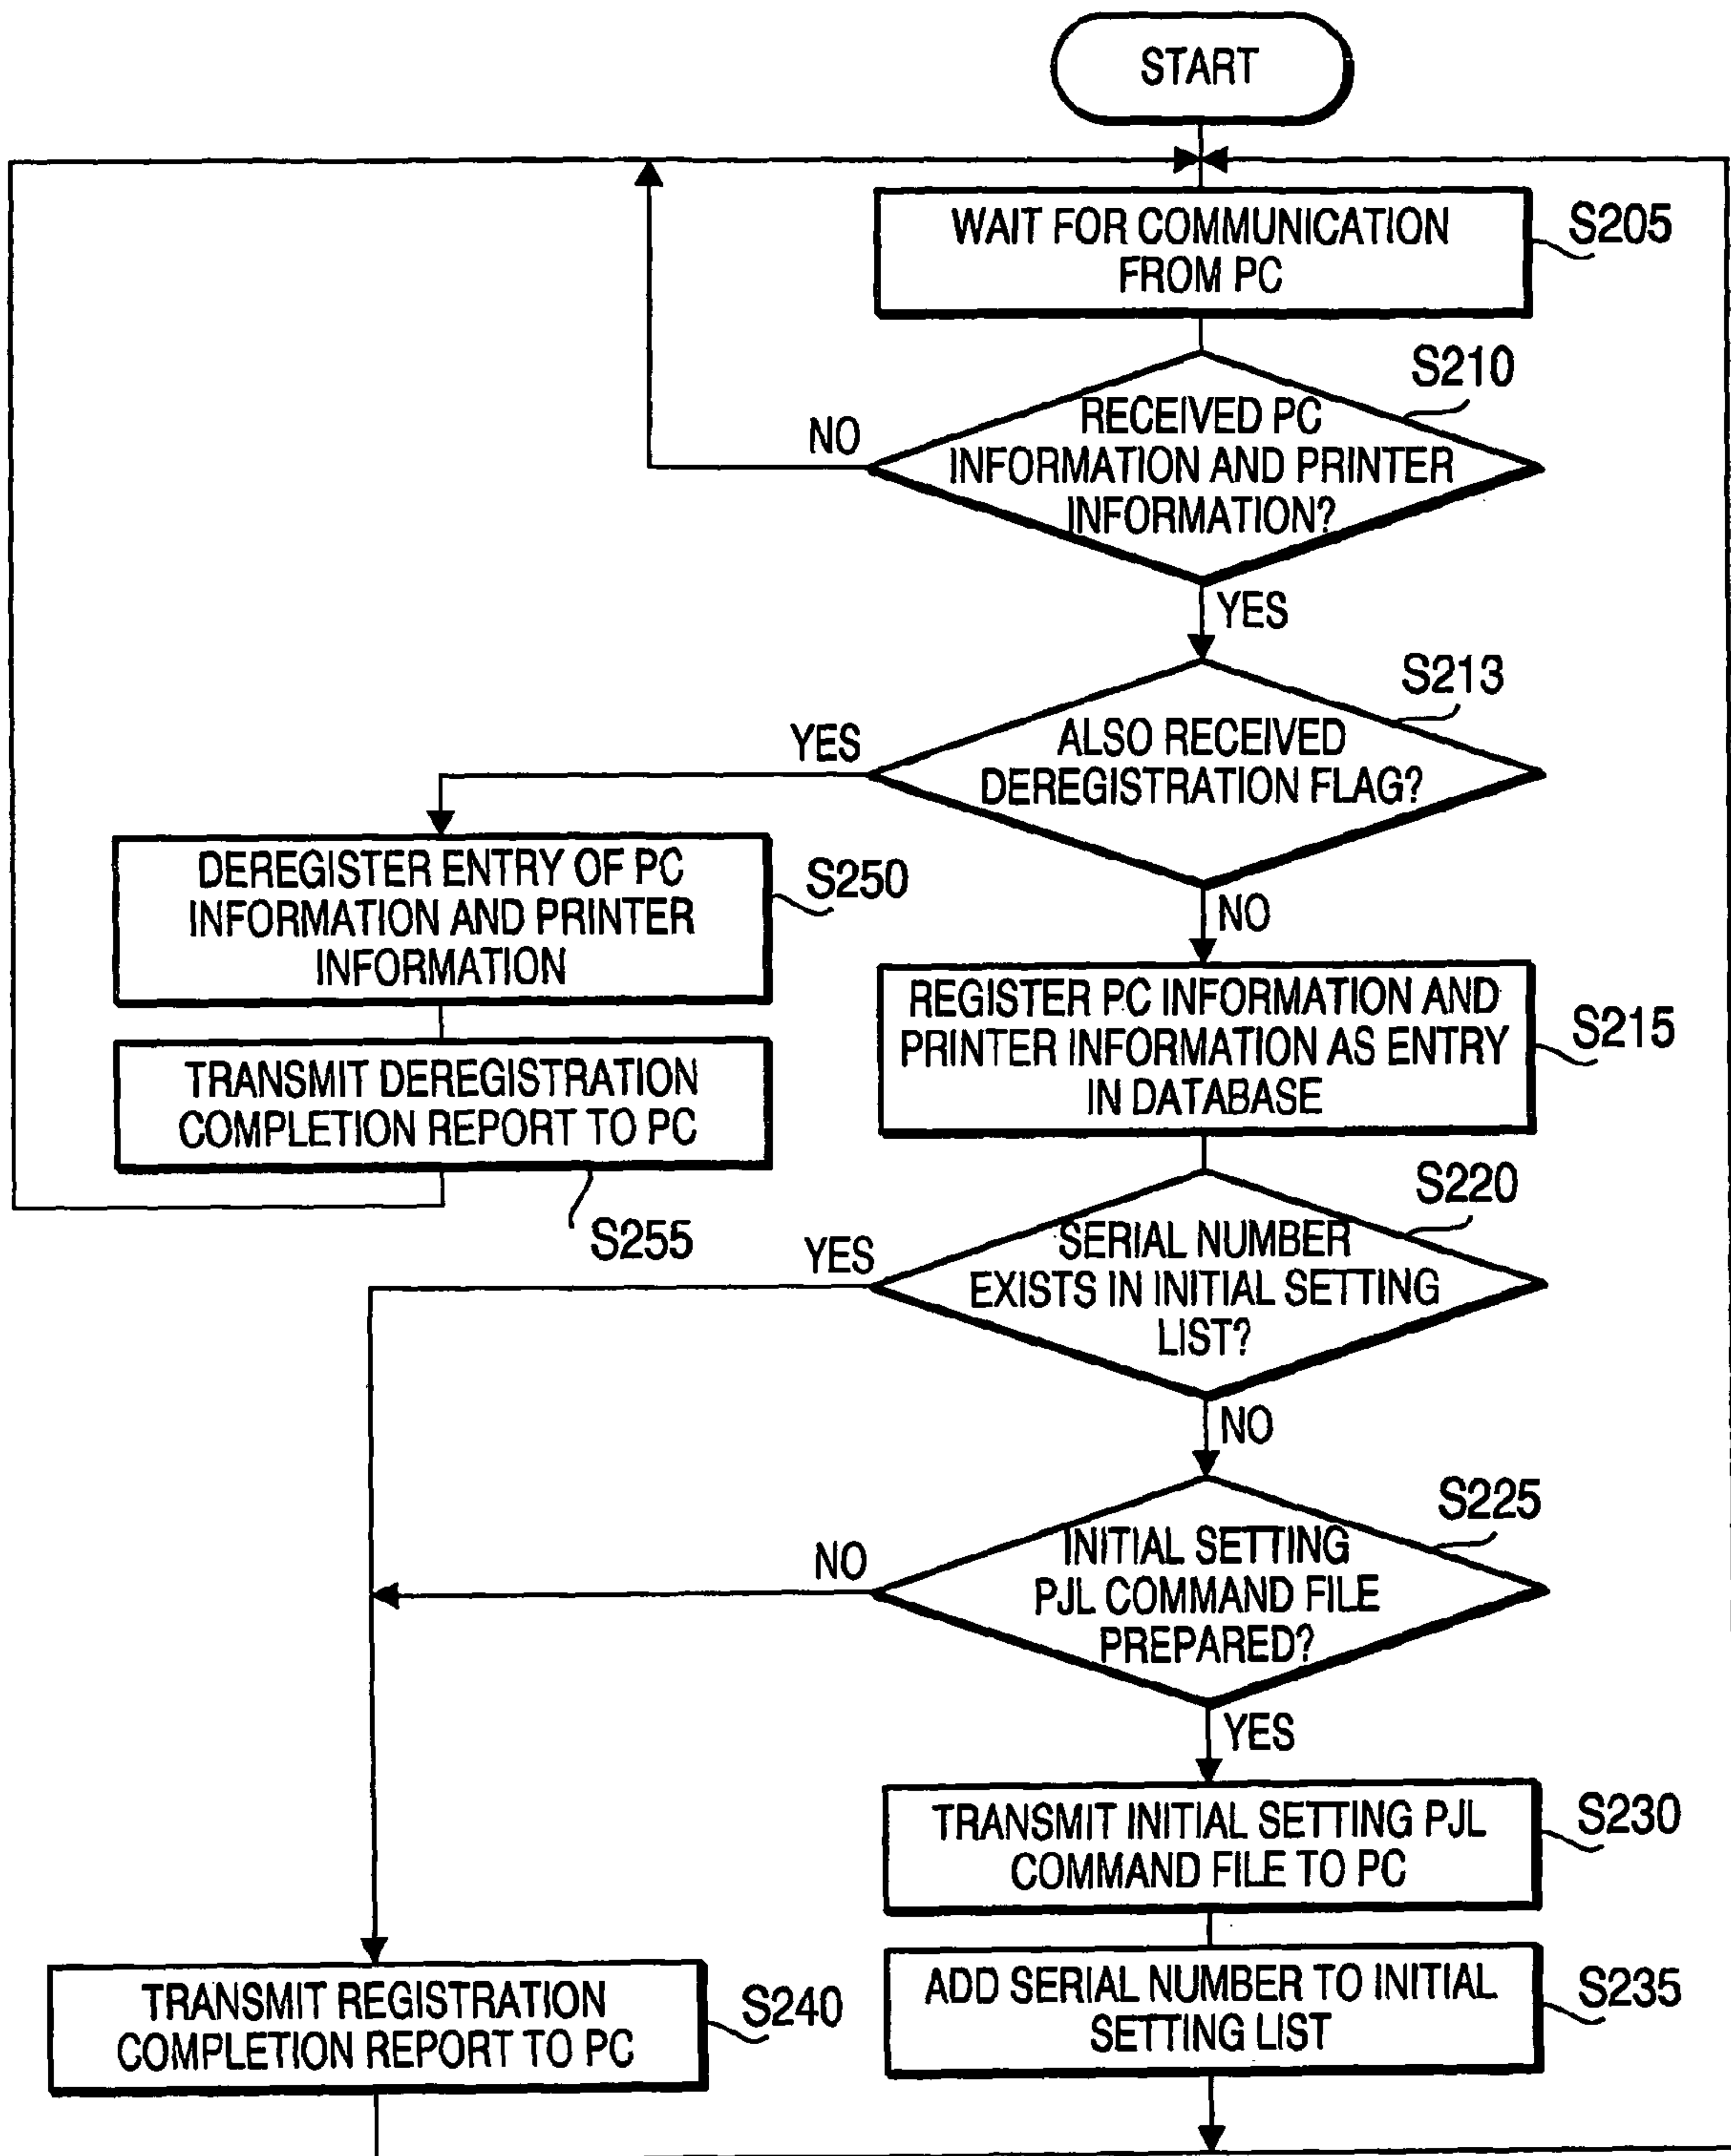 START
WAIT FOR COMMUNICATION
FROM PC
S205
S210
RECEIVED PC
INFORMATION AND PRINTER
INFORMATION?
NO
YES
S213
ALSO RECEIVED
DEREGISTRATION FLAG?
YES
NO
DEREGISTER ENTRY OF PC
INFORMATION AND PRINTER
INFORMATION
S250
TRANSMIT DEREGISTRATION
COMPLETION REPORT TO PC
S255
REGISTER PC INFORMATION AND
PRINTER INFORMATION AS ENTRY
IN DATABASE
S215
S220
SERIAL NUMBER
EXISTS IN INITIAL SETTING
LIST?
YES
NO
S225
INITIAL SETTING
PJL COMMAND FILE
PREPARED?
NO
YES
TRANSMIT INITIAL SETTING PJL
COMMAND FILE TO PC
S230
ADD SERIAL NUMBER TO INITIAL
SETTING LIST
S235
TRANSMIT REGISTRATION
COMPLETION REPORT TO PC
S240